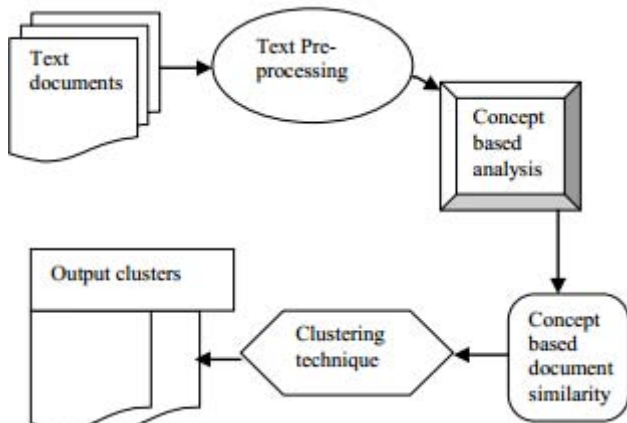 Text
documents
Text Pre-
processing
Concept
based
analysis
Concept
based
document
similarity
Clustering
technique
Output clusters